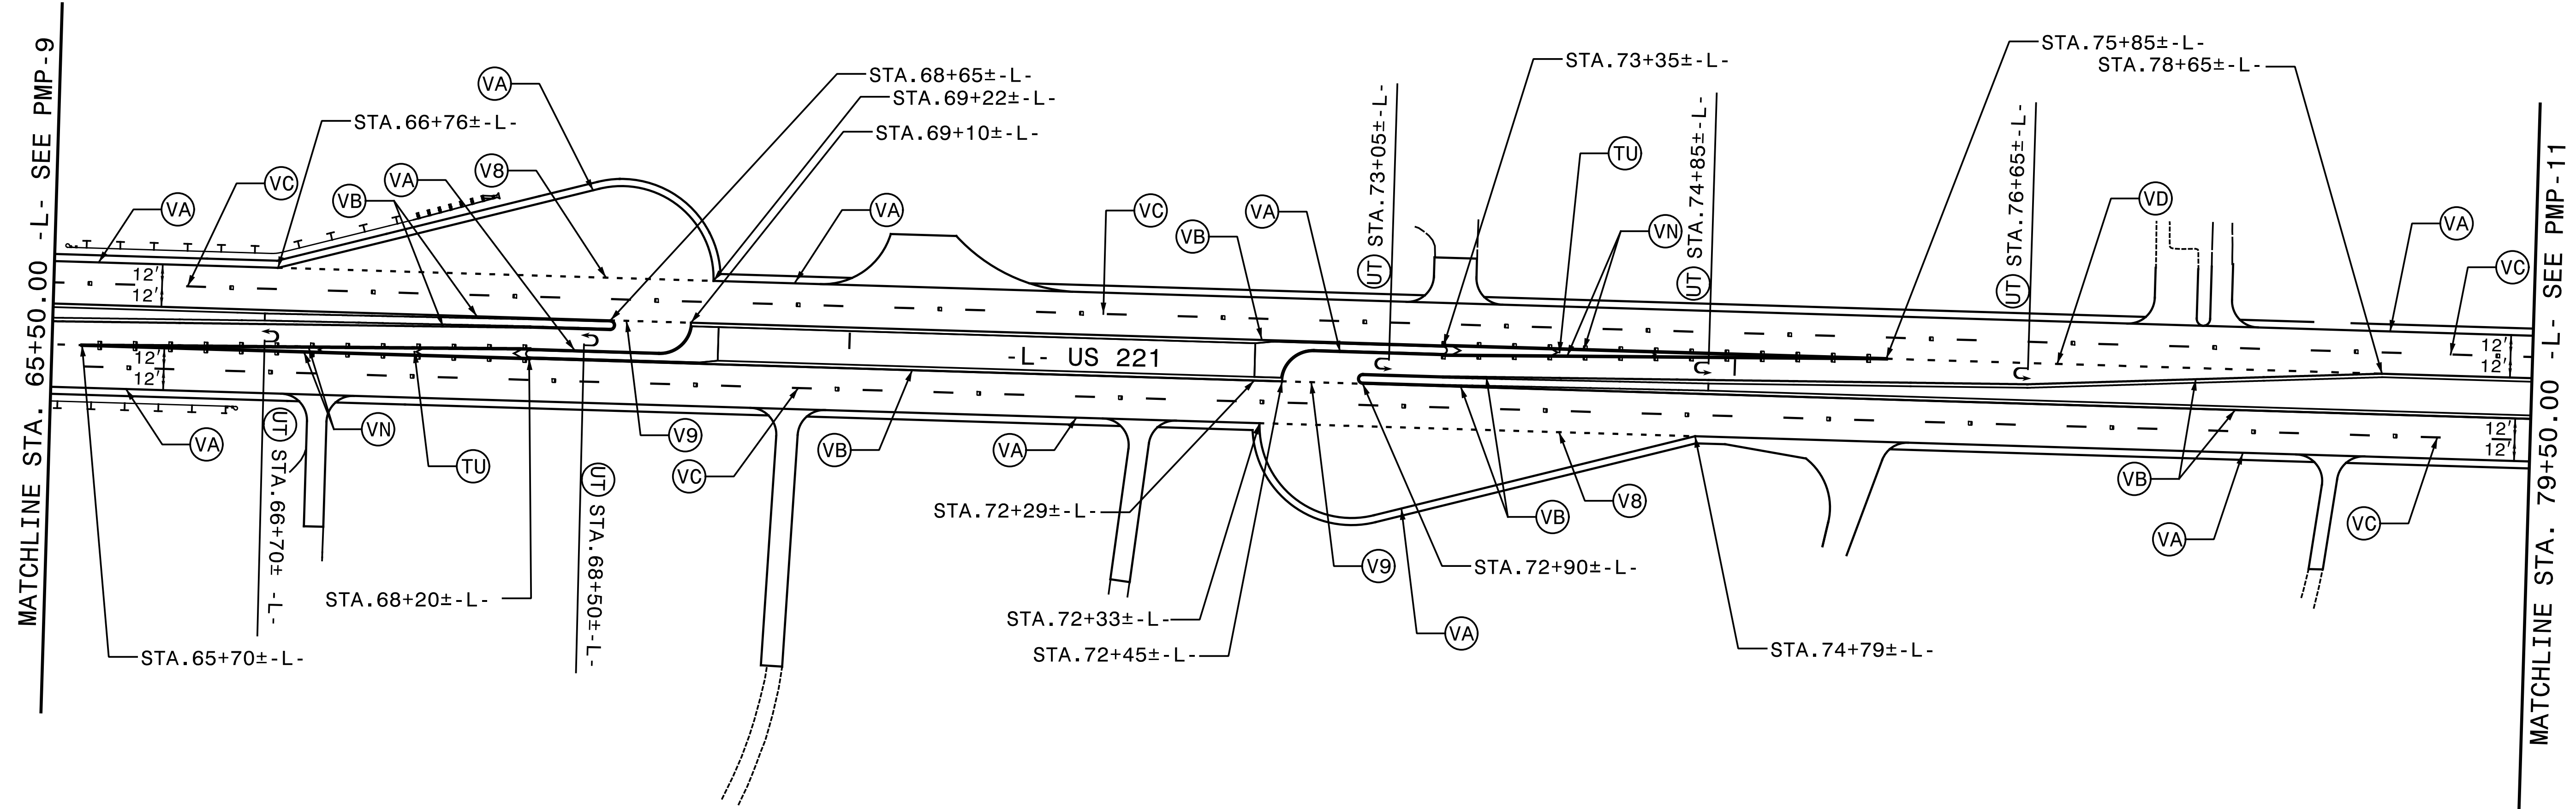 MATCHLINE STA. 65+50.00 -L- SEE PMP-9
VA
VC
STA.66+76±-L-
VB
VA
V8
VA
STA.68+65±-L-
STA.69+22±-L-
STA.69+10±-L-
VA
VC
VB
VA
UT STA.73+05±-L-
STA.73+35±-L-
TU
VN
UT STA.74+85±-L-
STA.75+85±-L-
STA.78+65±-L-
UT STA.76+65±-L-
VD
VA
VC
12'
12'
12'
12'
-L- US 221
12'
12'
12'
12'
VA
UT STA.66+70± -L-
VN
TU
UT STA.68+50±-L-
V9
VC
VB
VA
STA.72+29±-L-
STA.68+20±-L-
STA.65+70±-L-
STA.72+33±-L-
STA.72+45±-L-
V9
VA
STA.72+90±-L-
VB
V8
STA.74+79±-L-
VB
VA
VC
MATCHLINE STA. 79+50.00 -L- SEE PMP-11